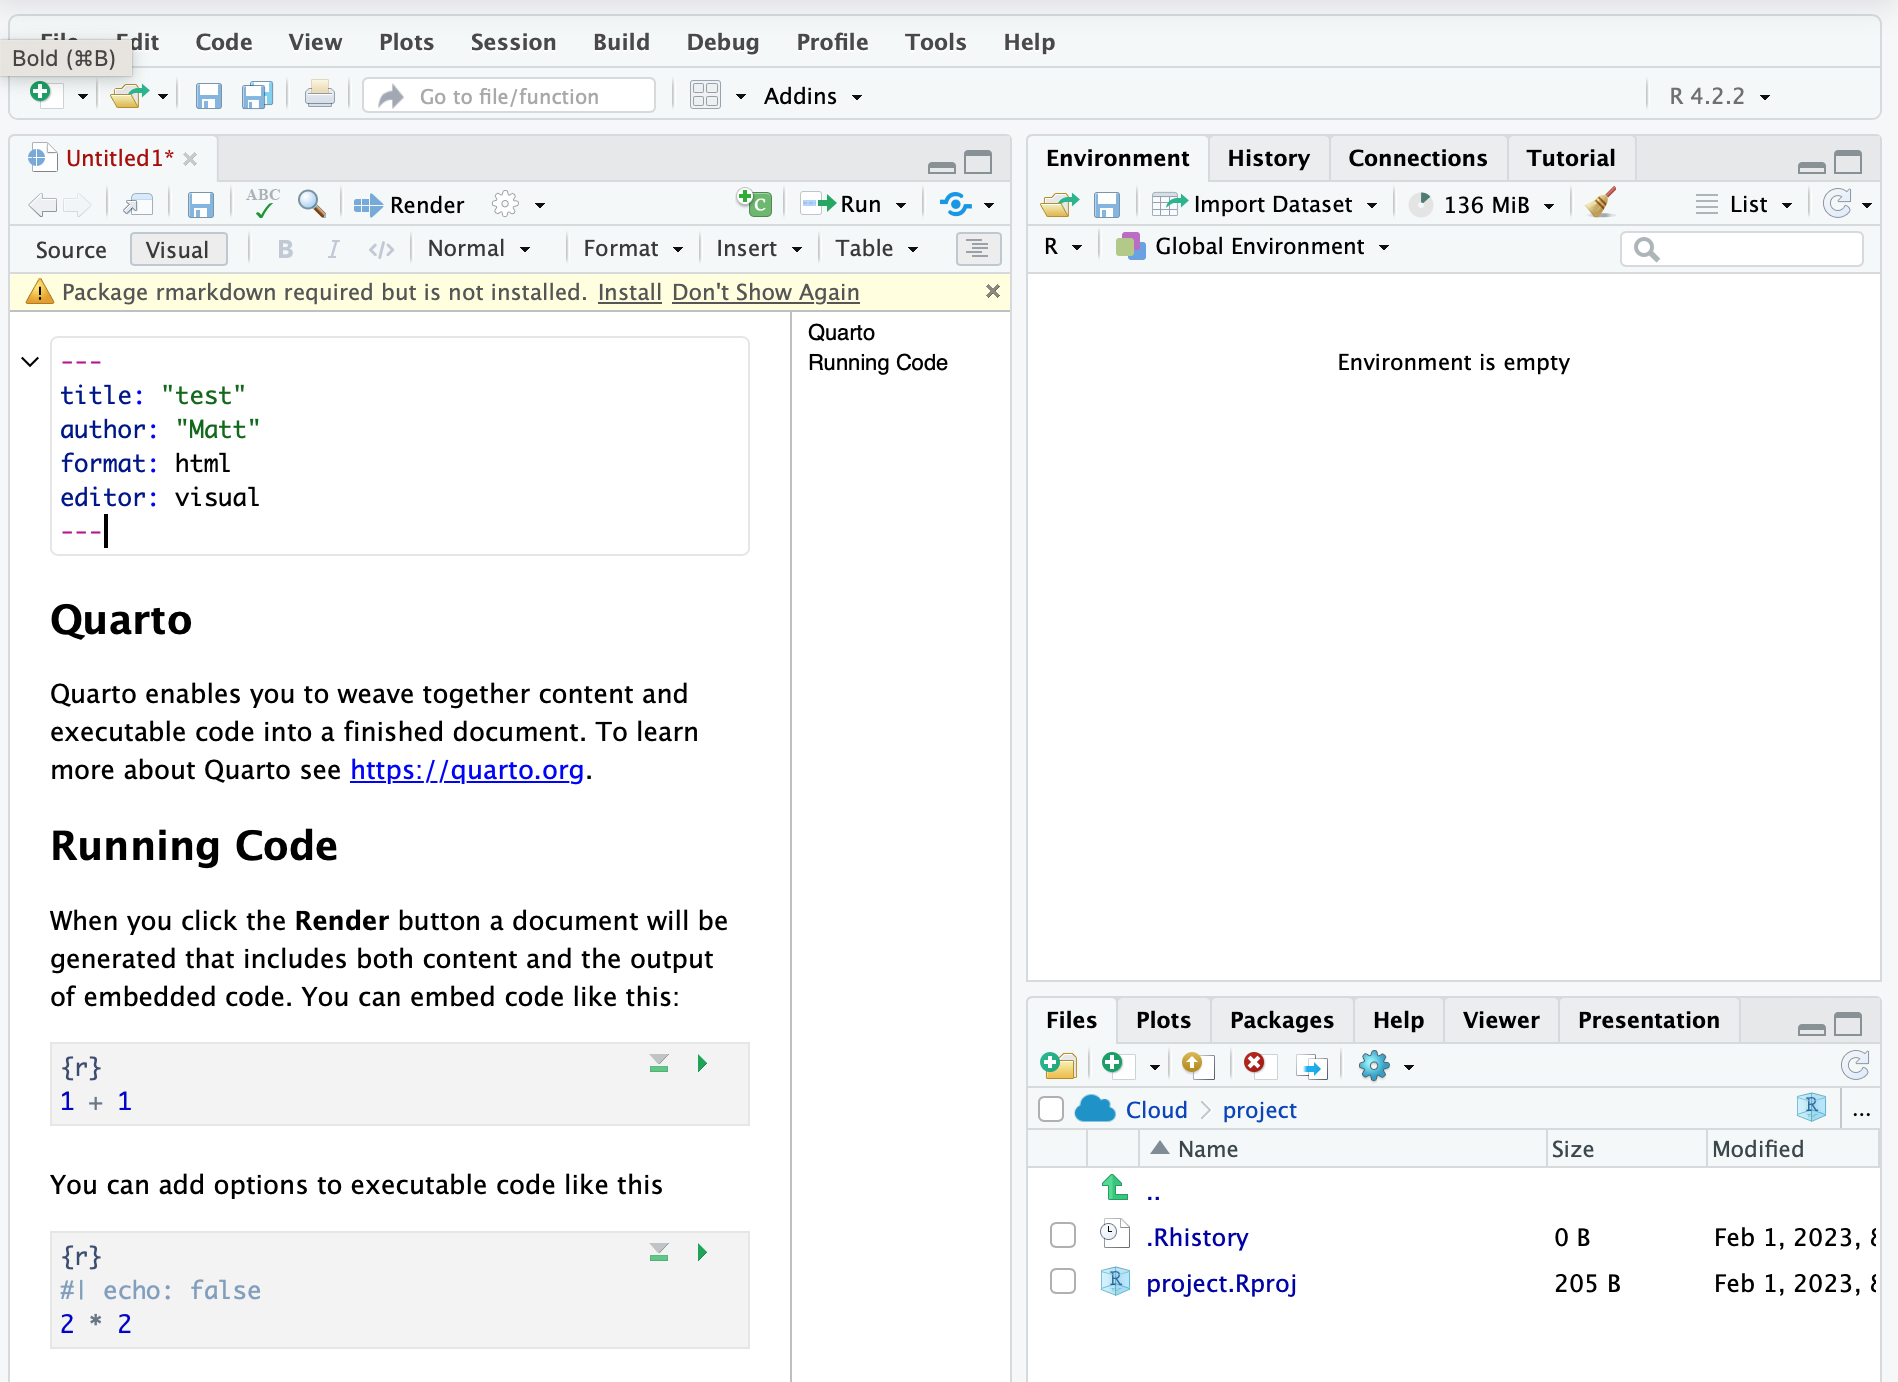 File Edit Code View Plots Session Build Debug Profile Tools Help
Bold (⌘B)
Go to file/function
Addins
R 4.2.2
Untitled1*
ABC
Render
C
Run
Source
Visual
B I </>
Normal
Format
Insert
Table
Package rmarkdown required but is not installed. Install Don't Show Again
---
title: "test"
author: "Matt"
format: html
editor: visual
---
Quarto
Quarto enables you to weave together content and
executable code into a finished document. To learn
more about Quarto see https://quarto.org.
Running Code
When you click the Render button a document will be
generated that includes both content and the output
of embedded code. You can embed code like this:
{r}
1 + 1
You can add options to executable code like this
{r}
#| echo: false
2 * 2
Quarto
Running Code
Environment History Connections Tutorial
Import Dataset
136 MiB
List
R
Global Environment
Environment is empty
Files Plots Packages Help Viewer Presentation
Cloud project
R
...
Name Size Modified
..
.Rhistory 0 B Feb 1, 2023,
R project.Rproj 205 B Feb 1, 2023,